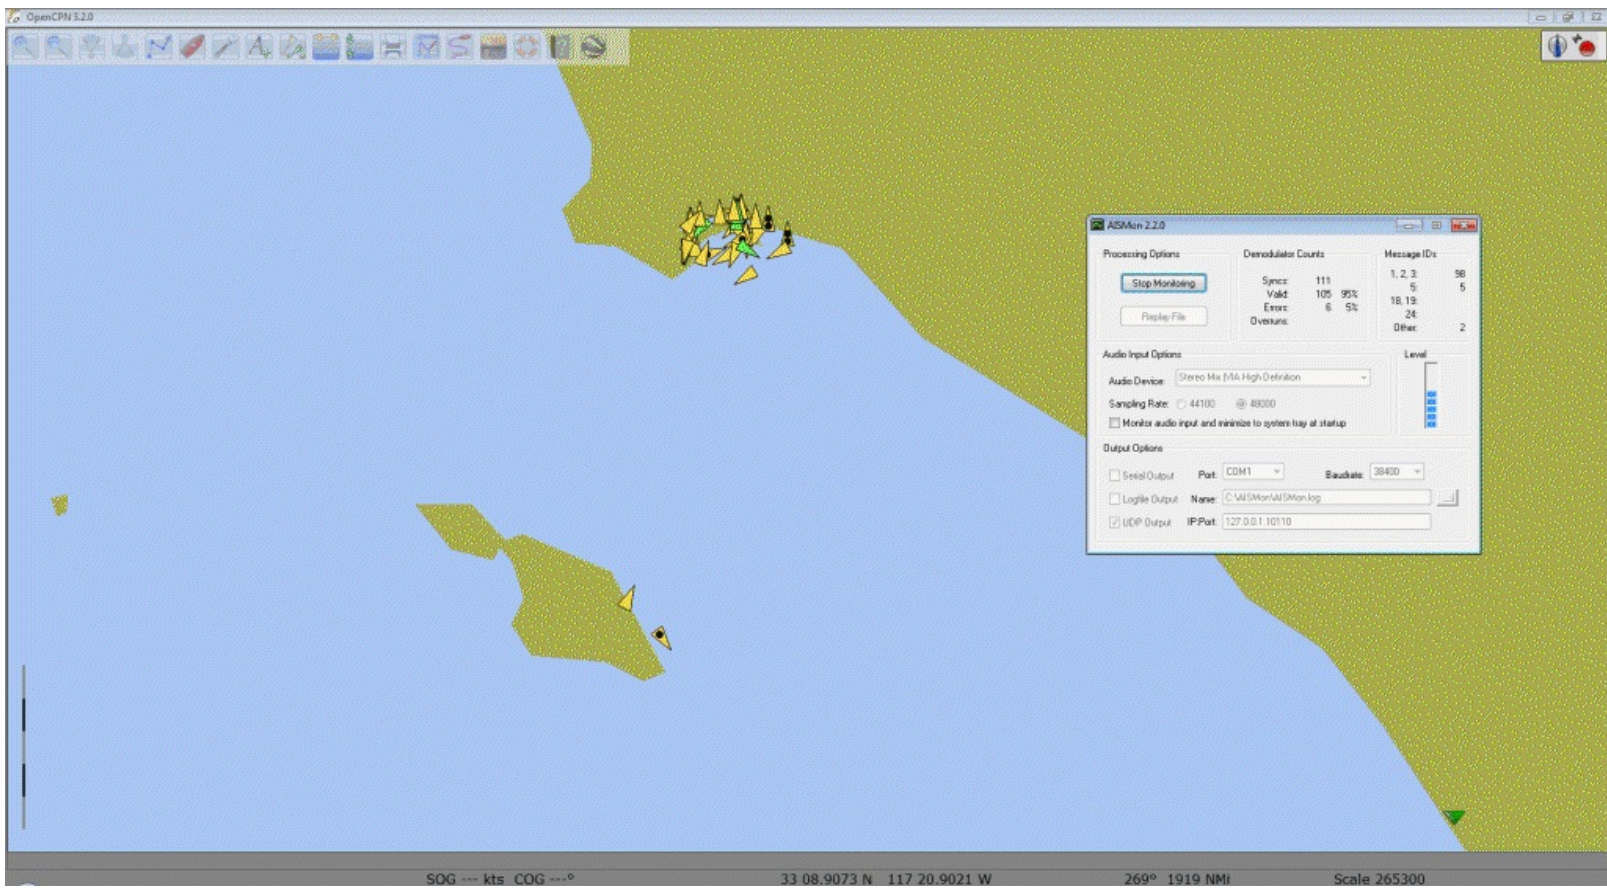 OpenCPN 3.2.0
AISMon 2.2.0
Processing Options
Stop Monitoring
Replay File
Demodulator Counts
Syncs: 111
Valid: 105 95%
Errors: 6 5%
Overruns:
Message IDs
1, 2, 3: 98
5: 5
18, 19:
24:
Other: 2
Audio Input Options
Audio Device: Stereo Mix (VIA High Definition
Sampling Rate: 44100 48000
Monitor audio input and minimize to system tray at startup
Level
Output Options
Serial Output Port: COM1 Baudrate: 38400
Logfile Output Name: C:\AISMon\AISMon.log
UDP Output IP:Port: 127.0.0.1:10110
SOG --- kts COG ---° 33 08.9073 N 117 20.9021 W 269° 1919 NMi Scale 265300